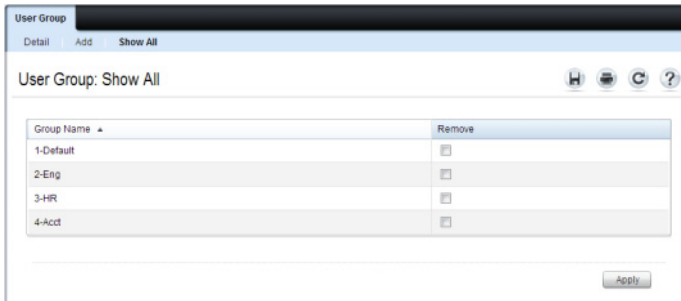 User Group
Detail Add Show All
User Group: Show All
?
Group Name Remove
1-Default
2-Eng
3-HR
4-Acct
Apply